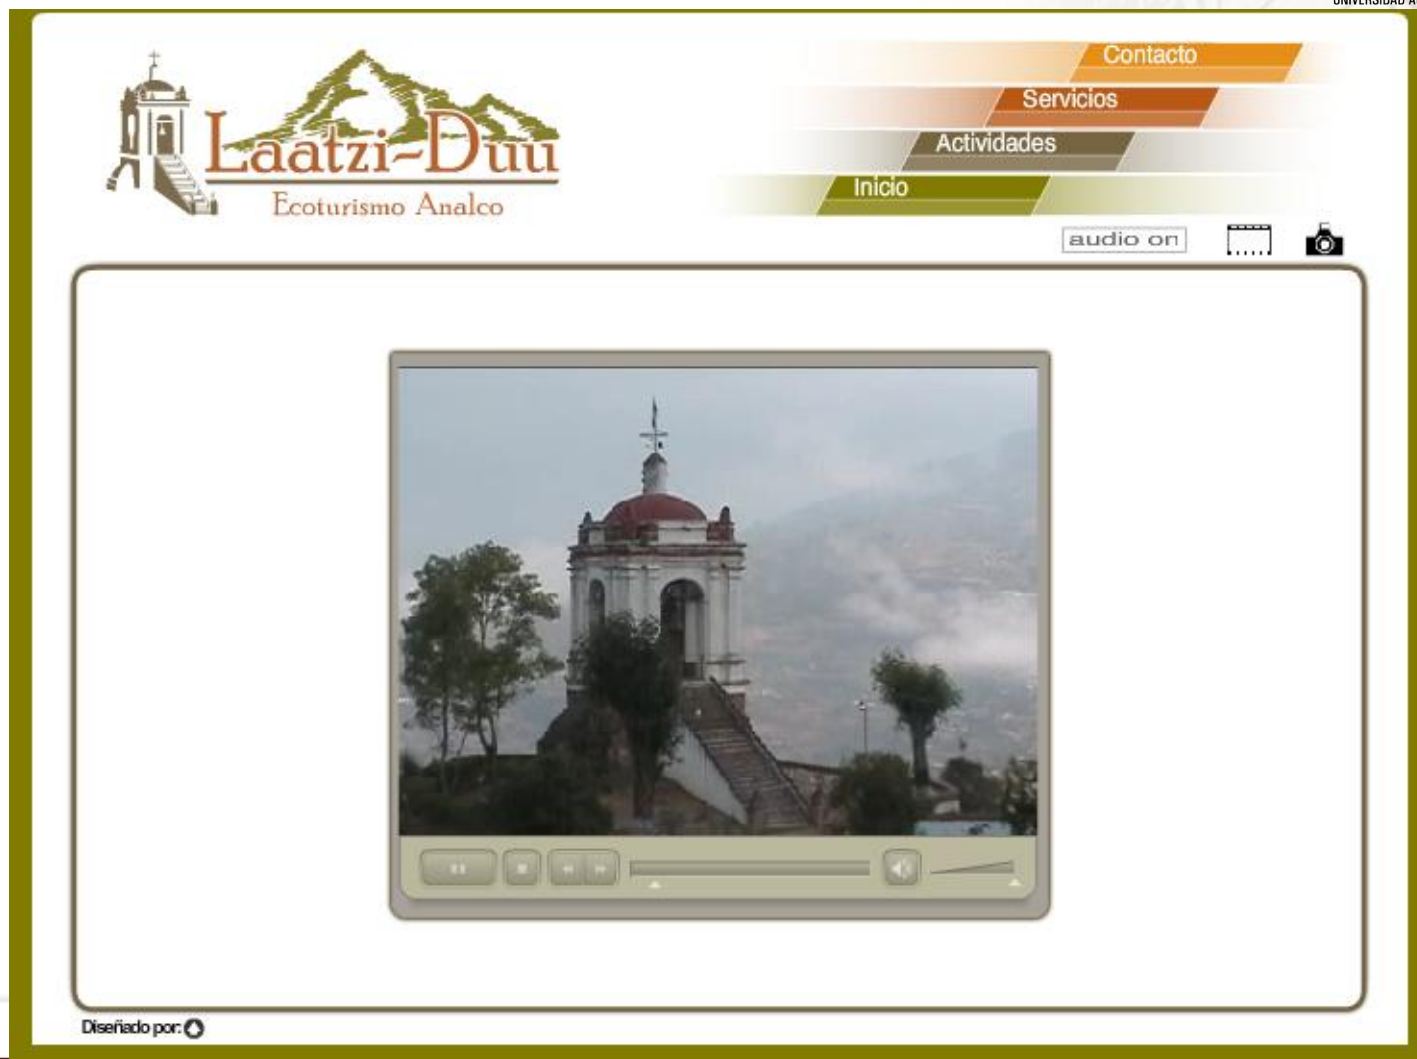 Laatzi-Duu
Ecoturismo Analco
Contacto
Servicios
Actividades
Inicio
audio on
Diseñado por: